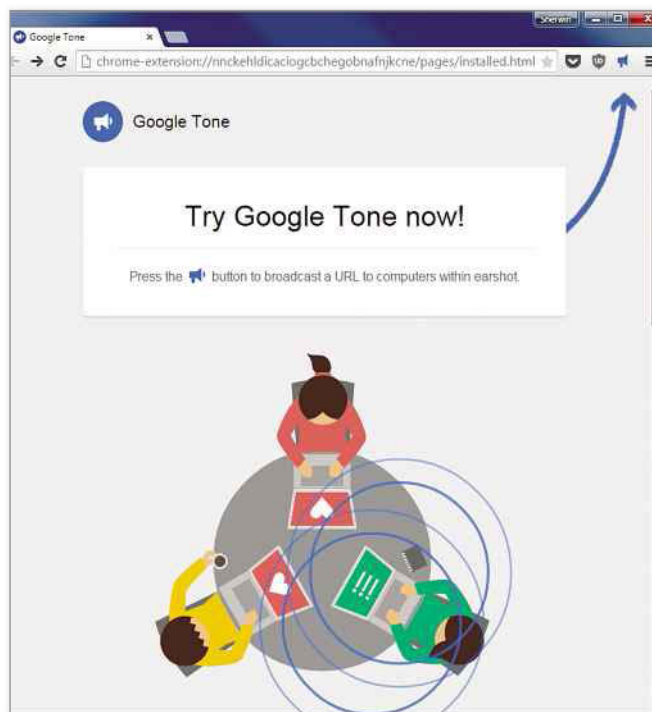 Sherwin
Google Tone
chrome-extension://nnckehldicaciogcbchegobnafnjkcne/pages/installed.html
Google Tone
Try Google Tone now!
Press the button to broadcast a URL to computers within earshot.
!!!